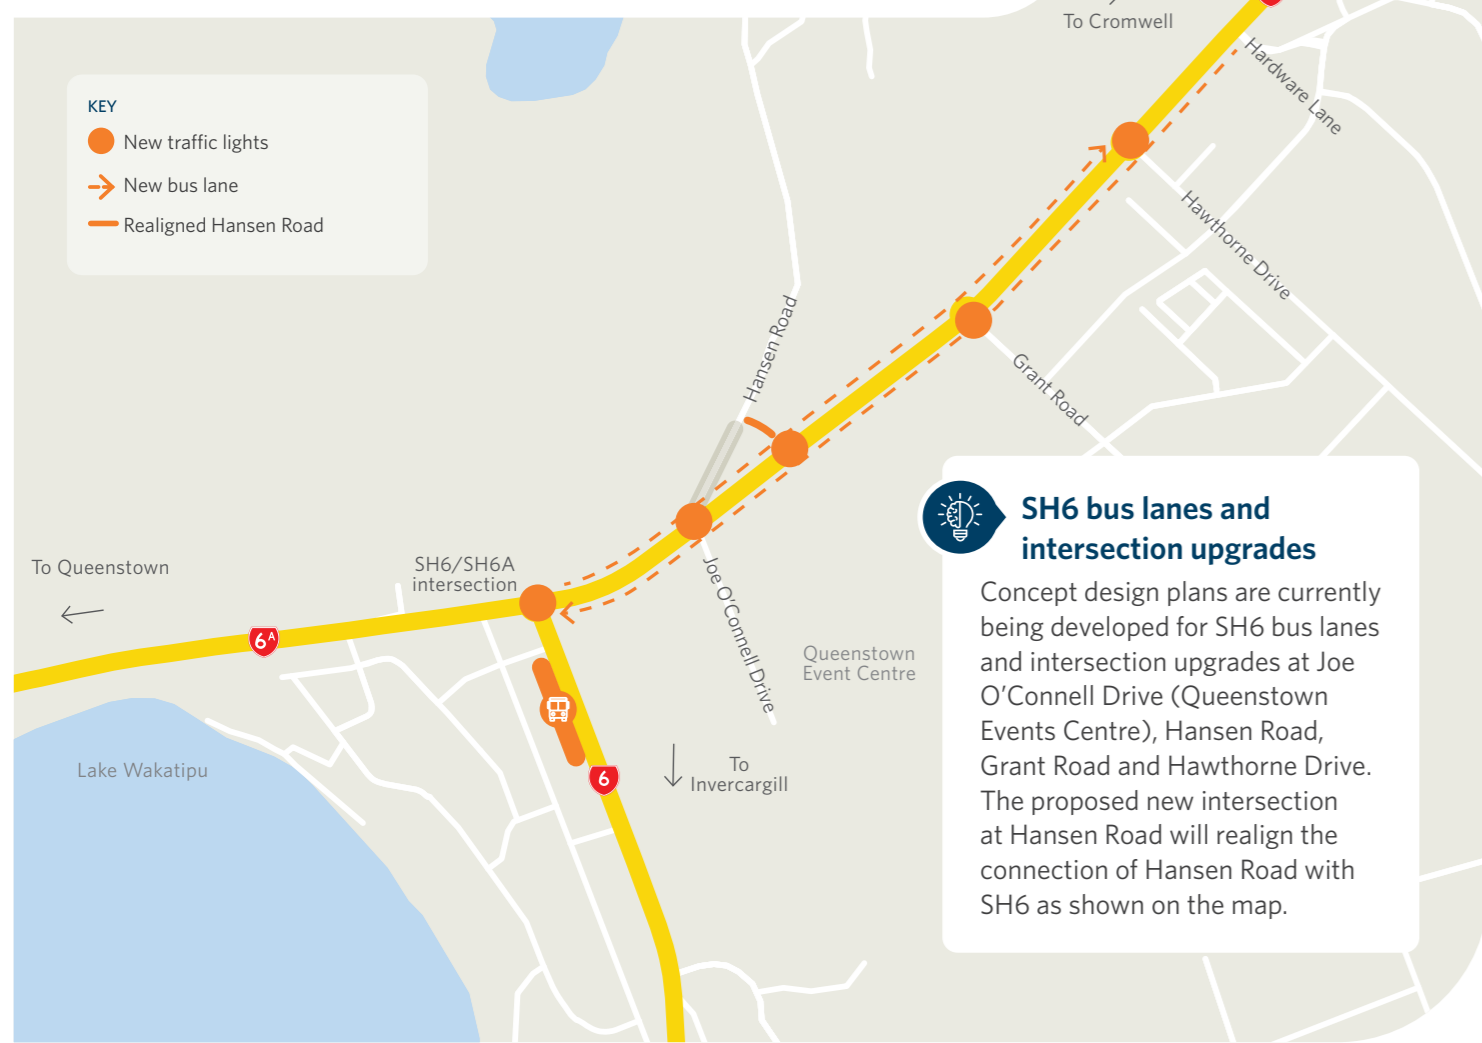 To Cromwell
Hardware Lane
KEY
New traffic lights
New bus lane
Realigned Hansen Road
Hawthorne Drive
Hansen Road
Grant Road
SH6/SH6A
intersection
To Queenstown
6A
Joe O'Connell Drive
Queenstown
Event Centre
Lake Wakatipu
6
To
Invercargill
SH6 bus lanes and
intersection upgrades
Concept design plans are currently
being developed for SH6 bus lanes
and intersection upgrades at Joe
O'Connell Drive (Queenstown
Events Centre), Hansen Road,
Grant Road and Hawthorne Drive.
The proposed new intersection
at Hansen Road will realign the
connection of Hansen Road with
SH6 as shown on the map.